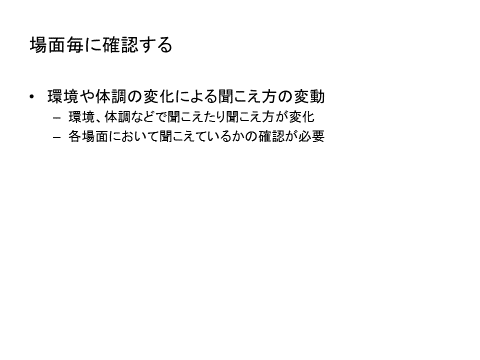 場面毎に確認する
• 環境や体調の変化による聞こえ方の変動
– 環境、体調などで聞こえたり聞こえ方が変化
– 各場面において聞こえているかの確認が必要